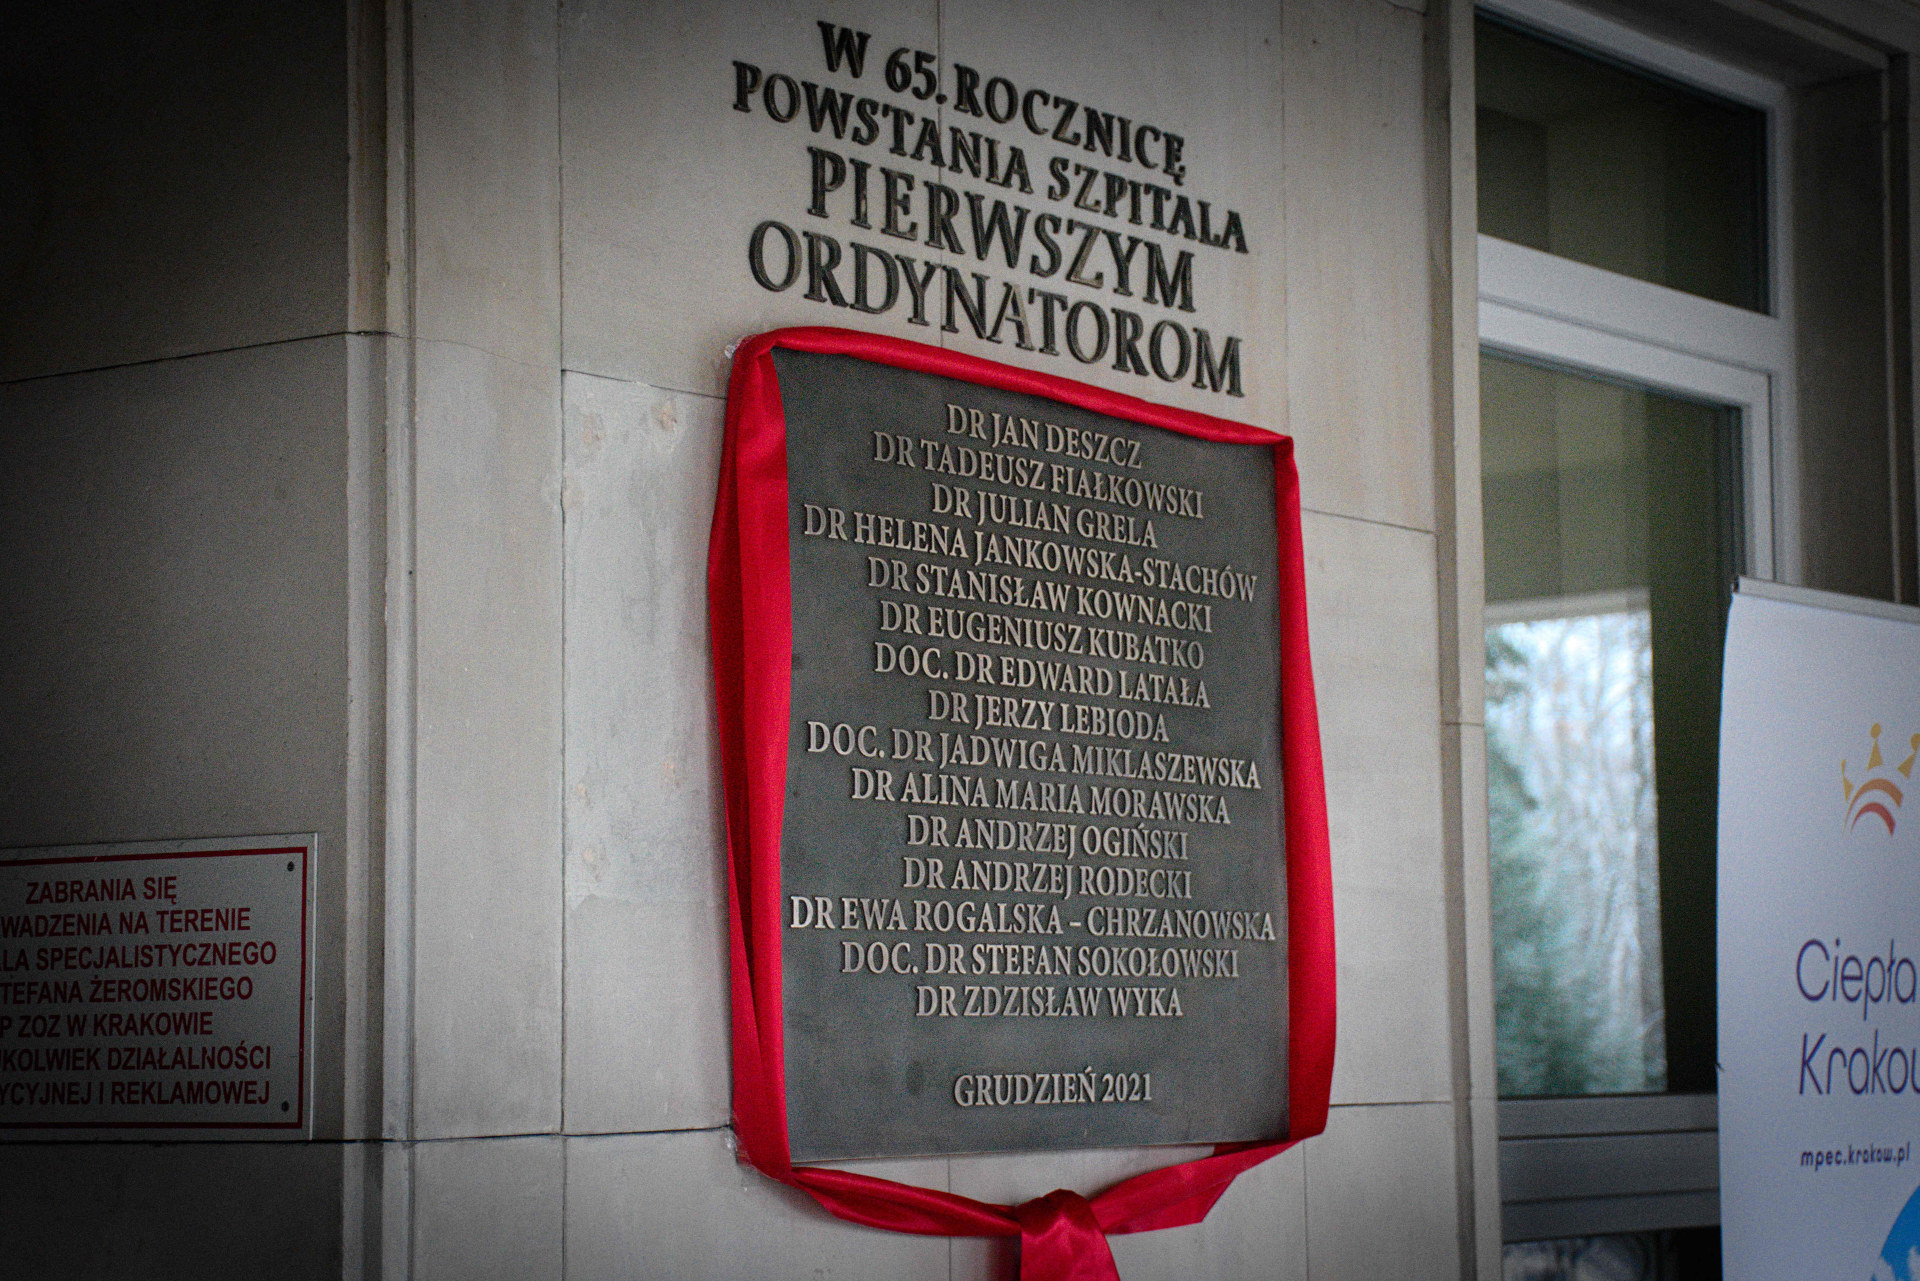 W 65. ROCZNICĘ
POWSTANIA SZPITALA
PIERWSZYM
ORDYNATOROM
DR JAN DESZCZ
DR TADEUSZ FIAŁKOWSKI
DR JULIAN GRELA
DR HELENA JANKOWSKA-STACHÓW
DR STANISŁAW KOWNACKI
DR EUGENIUSZ KUBATKO
DOC. DR EDWARD LATAŁA
DR JERZY LEBIODA
DOC. DR JADWIGA MIKLASZEWSKA
DR ALINA MARIA MORAWSKA
DR ANDRZEJ OGIŃSKI
DR ANDRZEJ RODECKI
DR EWA ROGALSKA – CHRZANOWSKA
DOC. DR STEFAN SOKOŁOWSKI
DR ZDZISŁAW WYKA
GRUDZIEŃ 2021
ZABRANIA SIĘ
WADZENIA NA TERENIE
LA SPECJALISTYCZNEGO
TEFANA ŻEROMSKIEGO
P ZOZ W KRAKOWIE
KOLWIEK DZIAŁALNOŚCI
YCYJNEJ I REKLAMOWEJ
Ciepła
Krakow
mpec.krakow.pl